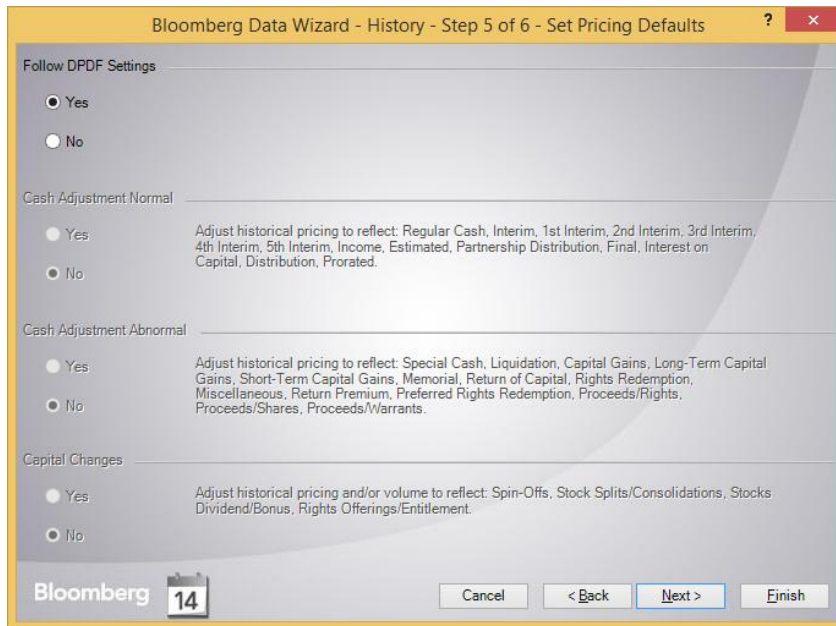 Bloomberg Data Wizard - History - Step 5 of 6 - Set Pricing Defaults ? ×
Follow DPDF Settings
Yes
No
Cash Adjustment Normal
Yes
No
Adjust historical pricing to reflect: Regular Cash, Interim, 1st Interim, 2nd Interim, 3rd Interim,
4th Interim, 5th Interim, Income, Estimated, Partnership Distribution, Final, Interest on
Capital, Distribution, Prorated.
Cash Adjustment Abnormal
Yes
No
Adjust historical pricing to reflect: Special Cash, Liquidation, Capital Gains, Long-Term Capital
Gains, Short-Term Capital Gains, Memorial, Return of Capital, Rights Redemption,
Miscellaneous, Return Premium, Preferred Rights Redemption, Proceeds/Rights,
Proceeds/Shares, Proceeds/Warrants.
Capital Changes
Yes
No
Adjust historical pricing and/or volume to reflect: Spin-Offs, Stock Splits/Consolidations, Stocks
Dividend/Bonus, Rights Offerings/Entitlement.
Bloomberg 14
Cancel < Back Next > Finish